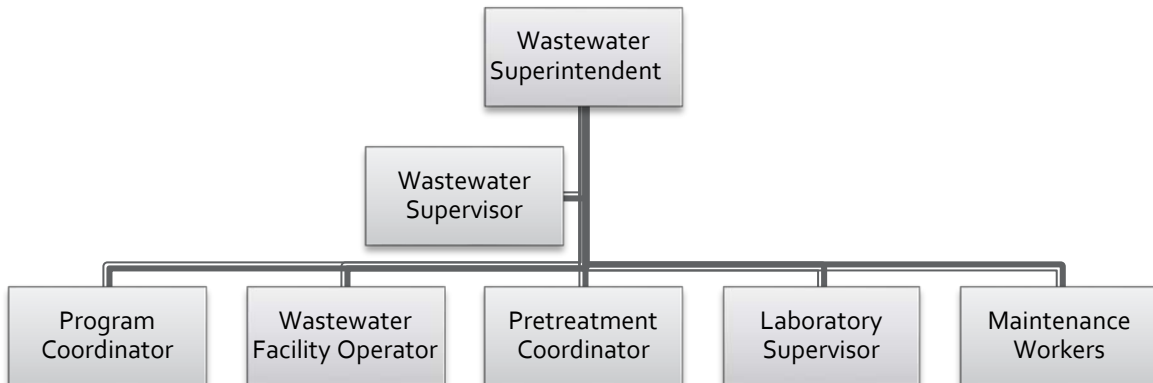 Wastewater
Superintendent
Wastewater
Supervisor
Program
Coordinator
Wastewater
Facility Operator
Pretreatment
Coordinator
Laboratory
Supervisor
Maintenance
Workers